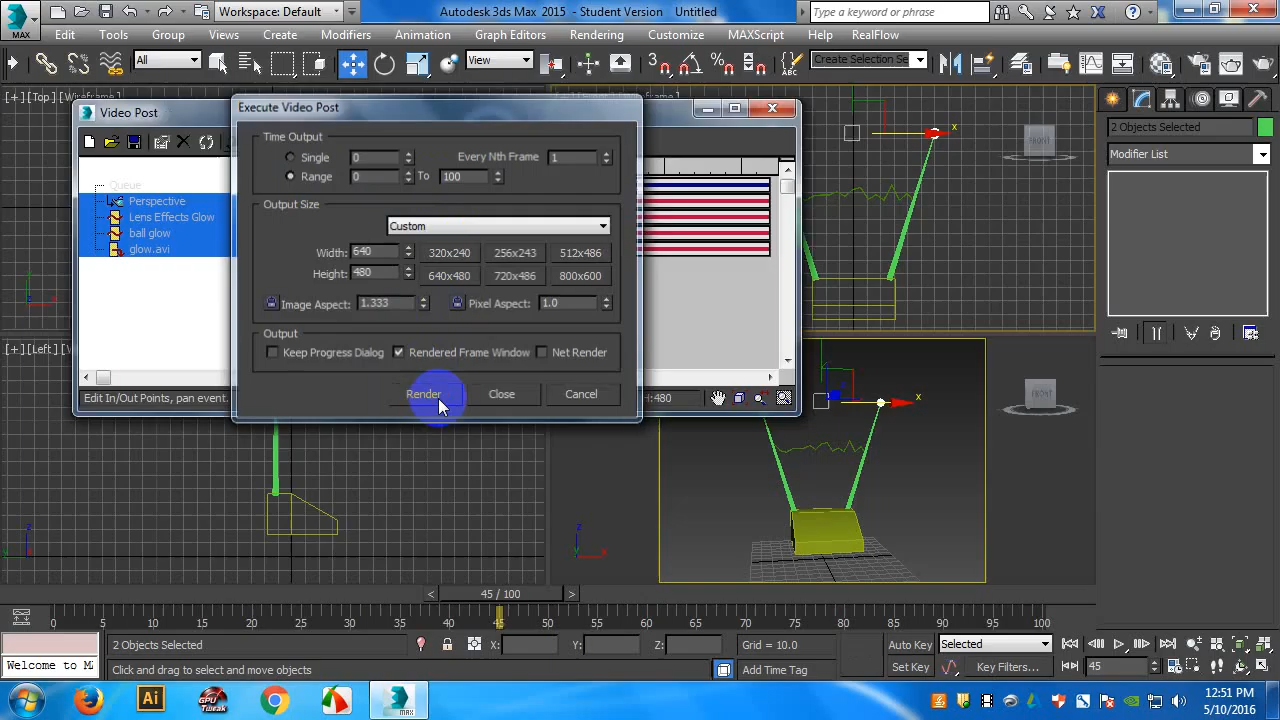 Workspace: Default
Autodesk 3ds Max 2015 - Student Version Untitled
Type a keyword or phrase
MAX
Edit Tools Group Views Create Modifiers Animation Graph Editors Rendering Customize MAXScript Help RealFlow
All
View
Create Selection Se
[+] [Top] [Wireframe]
Video Post
Execute Video Post
Time Output
Single 0 Every Nth Frame 1
Range 0 To 100
Output Size
Custom
Width: 640 320x240 256x243 512x486
Height: 480 640x480 720x486 800x600
Image Aspect: 1.333 Pixel Aspect: 1.0
Output
Keep Progress Dialog Rendered Frame Window Net Render
Render Close Cancel
Queue
Perspective
Lens Effects Glow
ball glow
glow.avi
Edit In/Out Points, pan event.
H:480
x
FRONT
2 Objects Selected
Modifier List
[+] [Left]
x
FRONT
z
y
z
x
45 / 100
0 5 10 15 20 25 30 35 40 45 50 55 60 65 70 75 80 85 90 95 100
2 Objects Selected X: Y: Z: Grid = 10.0 Auto Key Selected
Welcome to M
Click and drag to select and move objects Add Time Tag Set Key Key Filters... 45
Ai
GPU Tweak
MAX
12:51 PM
5/10/2016